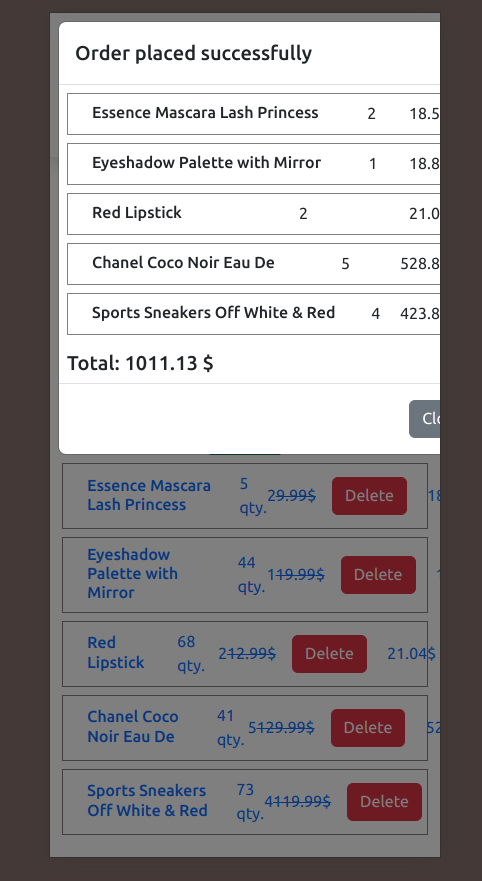 Order placed successfully
Essence Mascara Lash Princess 2 18.5
Eyeshadow Palette with Mirror 1 18.8
Red Lipstick 2 21.0
Chanel Coco Noir Eau De 5 528.8
Sports Sneakers Off White & Red 4 423.8
Total: 1011.13 $
Clo
Essence Mascara
Lash Princess
5
qty.
2 9.99$
Delete
18
Eyeshadow
Palette with
Mirror
44
qty.
119.99$
Delete
Red
Lipstick
68
qty.
212.99$
Delete
21.04$
Chanel Coco
Noir Eau De
41
qty.
5129.99$
Delete
52
Sports Sneakers
Off White & Red
73
qty.
4119.99$
Delete